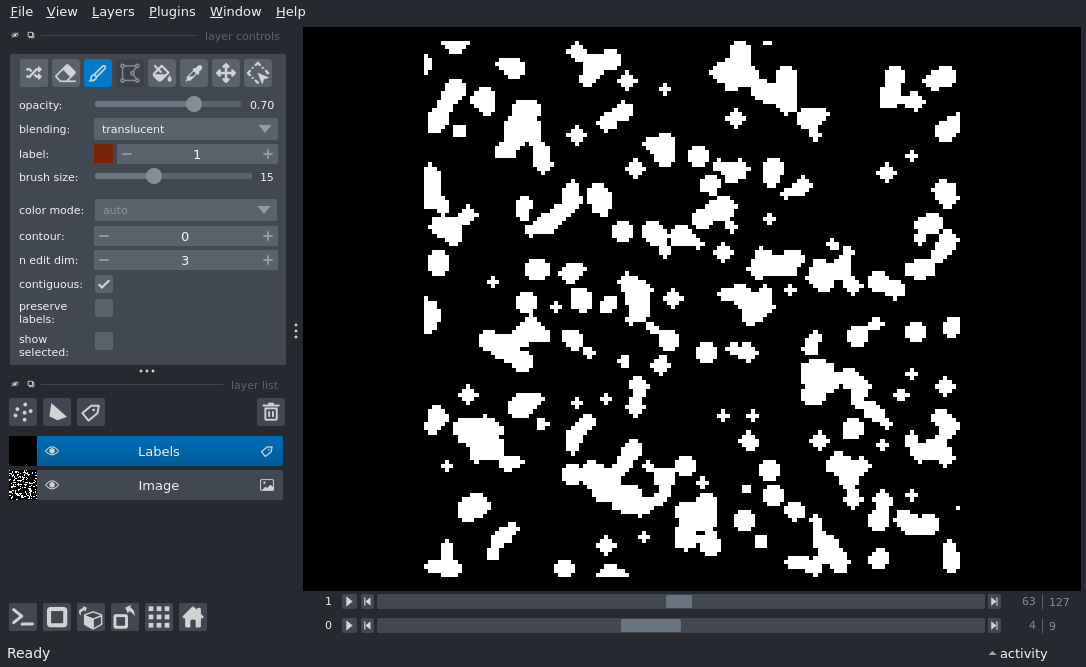 File View Layers Plugins Window Help
layer controls
opacity: 0.70
blending: translucent
label: 1
brush size: 15
color mode: auto
contour: 0
n edit dim: 3
contiguous:
preserve
labels:
show
selected:
layer list
Labels
Image
1 63 127
0 4 9
Ready activity